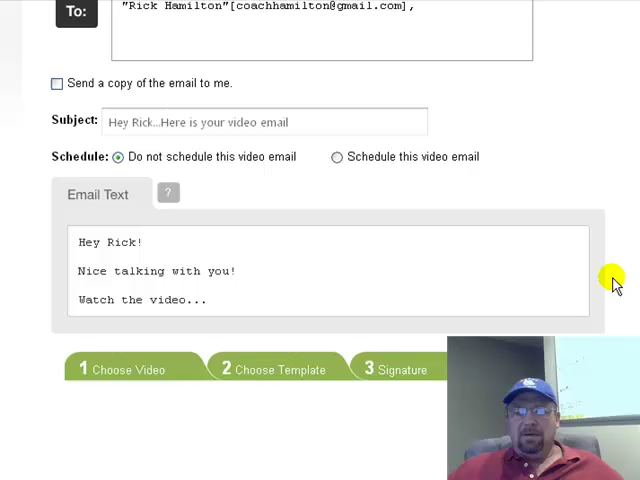 To:
"Rick Hamilton"[coachhamilton@gmail.com],
Send a copy of the email to me.
Subject: Hey Rick...Here is your video email
Schedule: Do not schedule this video email Schedule this video email
Email Text ?
Hey Rick!
Nice talking with you!
Watch the video...
1 Choose Video 2 Choose Template 3 Signature